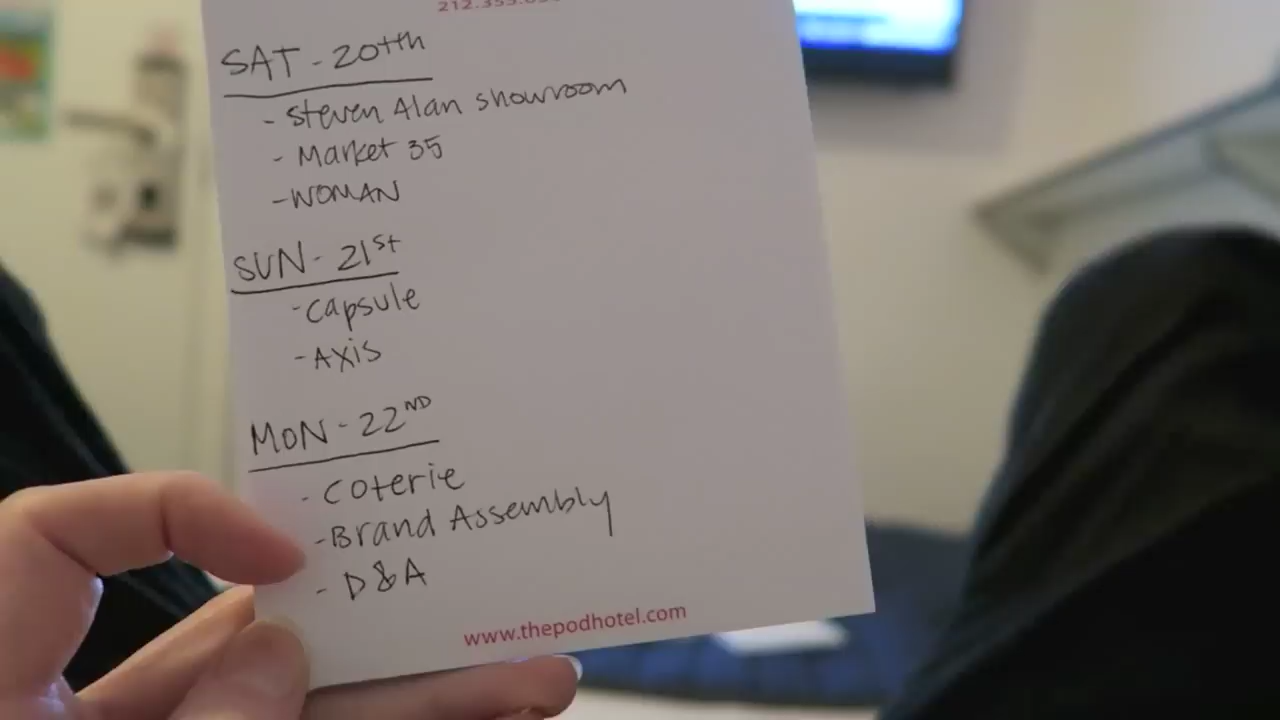 SAT - 20th
- Steven Alan showroom
- Market 35
- WOMAN
SUN - 21st
- Capsule
- AXIS
MON - 22ND
- Coterie
- Brand Assembly
- D&A
www.thepodhotel.com